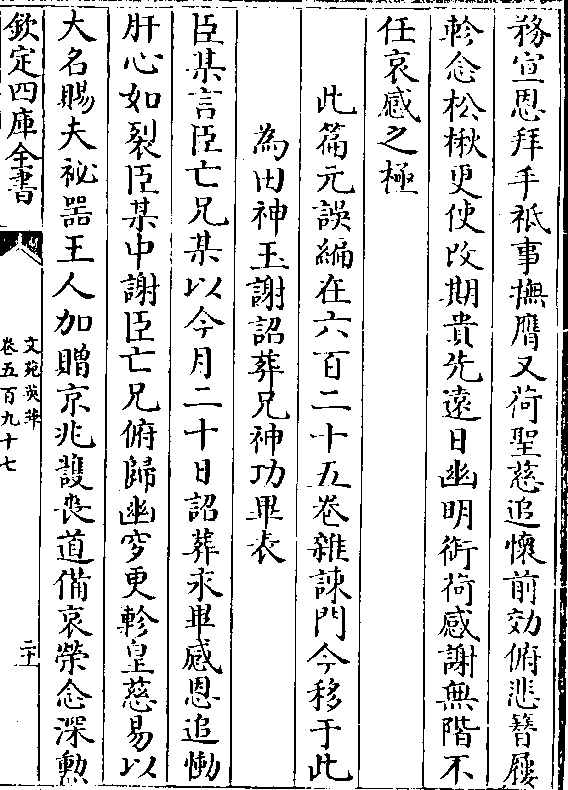 務宣恩拜手祗事撫膺又荷聖慈追懷前効俯悲簪屨
軫念松楸更使改期貴先遠日幽明銜荷感謝無階不
任哀感之極
此篇元誤編在六百二十五卷雜諫門今移于此
為田神玉謝詔葬兄神功畢表
臣某言臣亡兄某以今月二十日詔葬永畢感恩追慟
肝心如裂臣某中謝臣亡兄俯歸幽穸更軫皇慈易以
大名賜夫祕器王人加贈京兆護喪道備哀榮念深勲
欽定四庫全書
文苑英華
卷五百九十七
二十